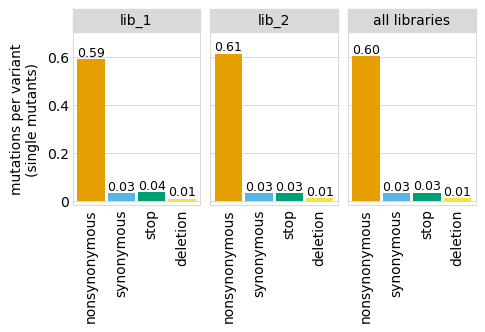 lib_1
lib_2
all libraries
mutations per variant
(single mutants)
0.6
0.4
0.2
0
0.59
0.03
0.04
0.01
0.61
0.03
0.03
0.01
0.60
0.03
0.03
0.01
nonsynonymous
synonymous
stop
deletion
nonsynonymous
synonymous
stop
deletion
nonsynonymous
synonymous
stop
deletion